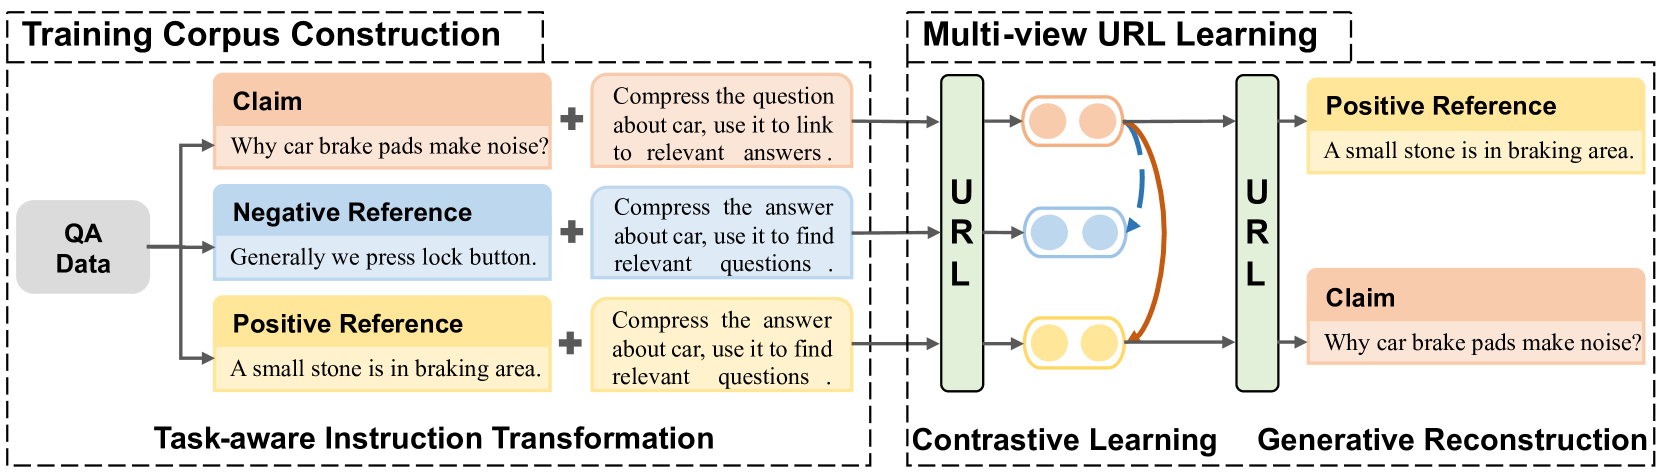 Training Corpus Construction
QA
Data
Claim
Why car brake pads make noise?
+
Compress the question
about car, use it to link
to relevant answers.
Negative Reference
Generally we press lock button.
+
Compress the answer
about car, use it to find
relevant questions.
Positive Reference
A small stone is in braking area.
+
Compress the answer
about car, use it to find
relevant questions.
Task-aware Instruction Transformation
Multi-view URL Learning
URL
URL
Positive Reference
A small stone is in braking area.
Claim
Why car brake pads make noise?
Contrastive Learning
Generative Reconstruction